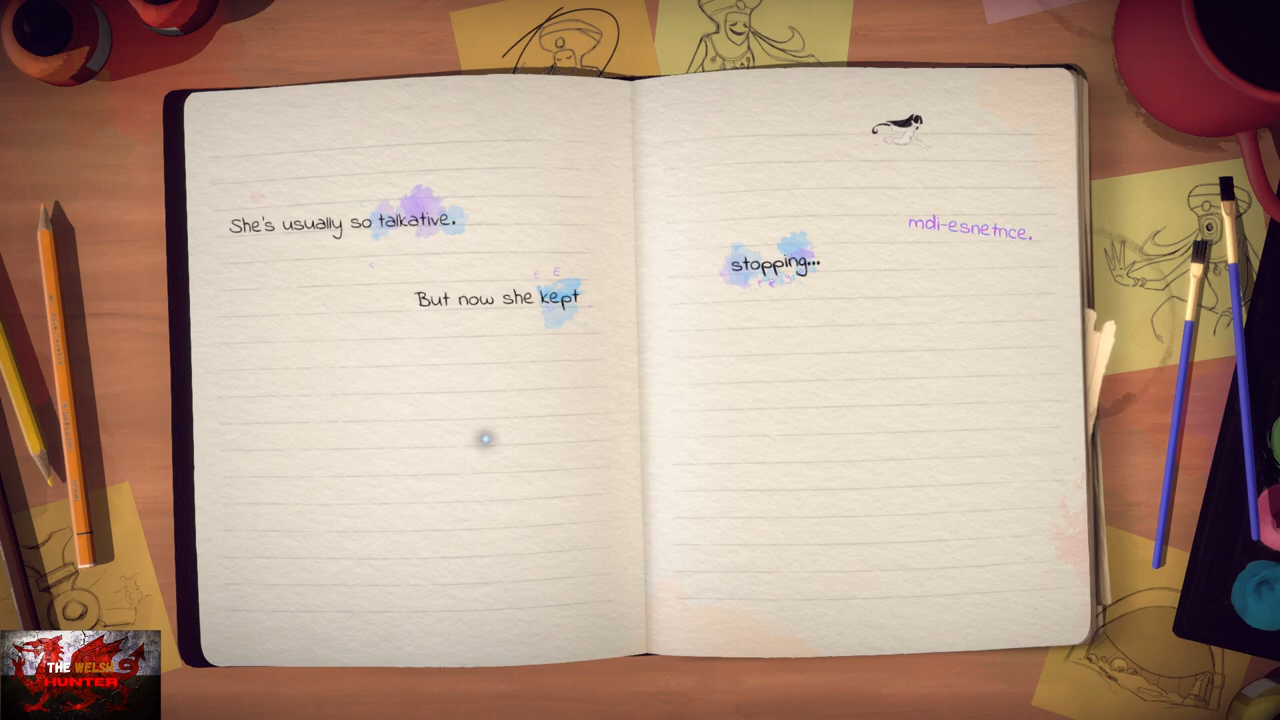 She's usually so talkative.
But now she kept
E E
mdi-esnetnce.
stopping...
THE WELSH
HUNTER